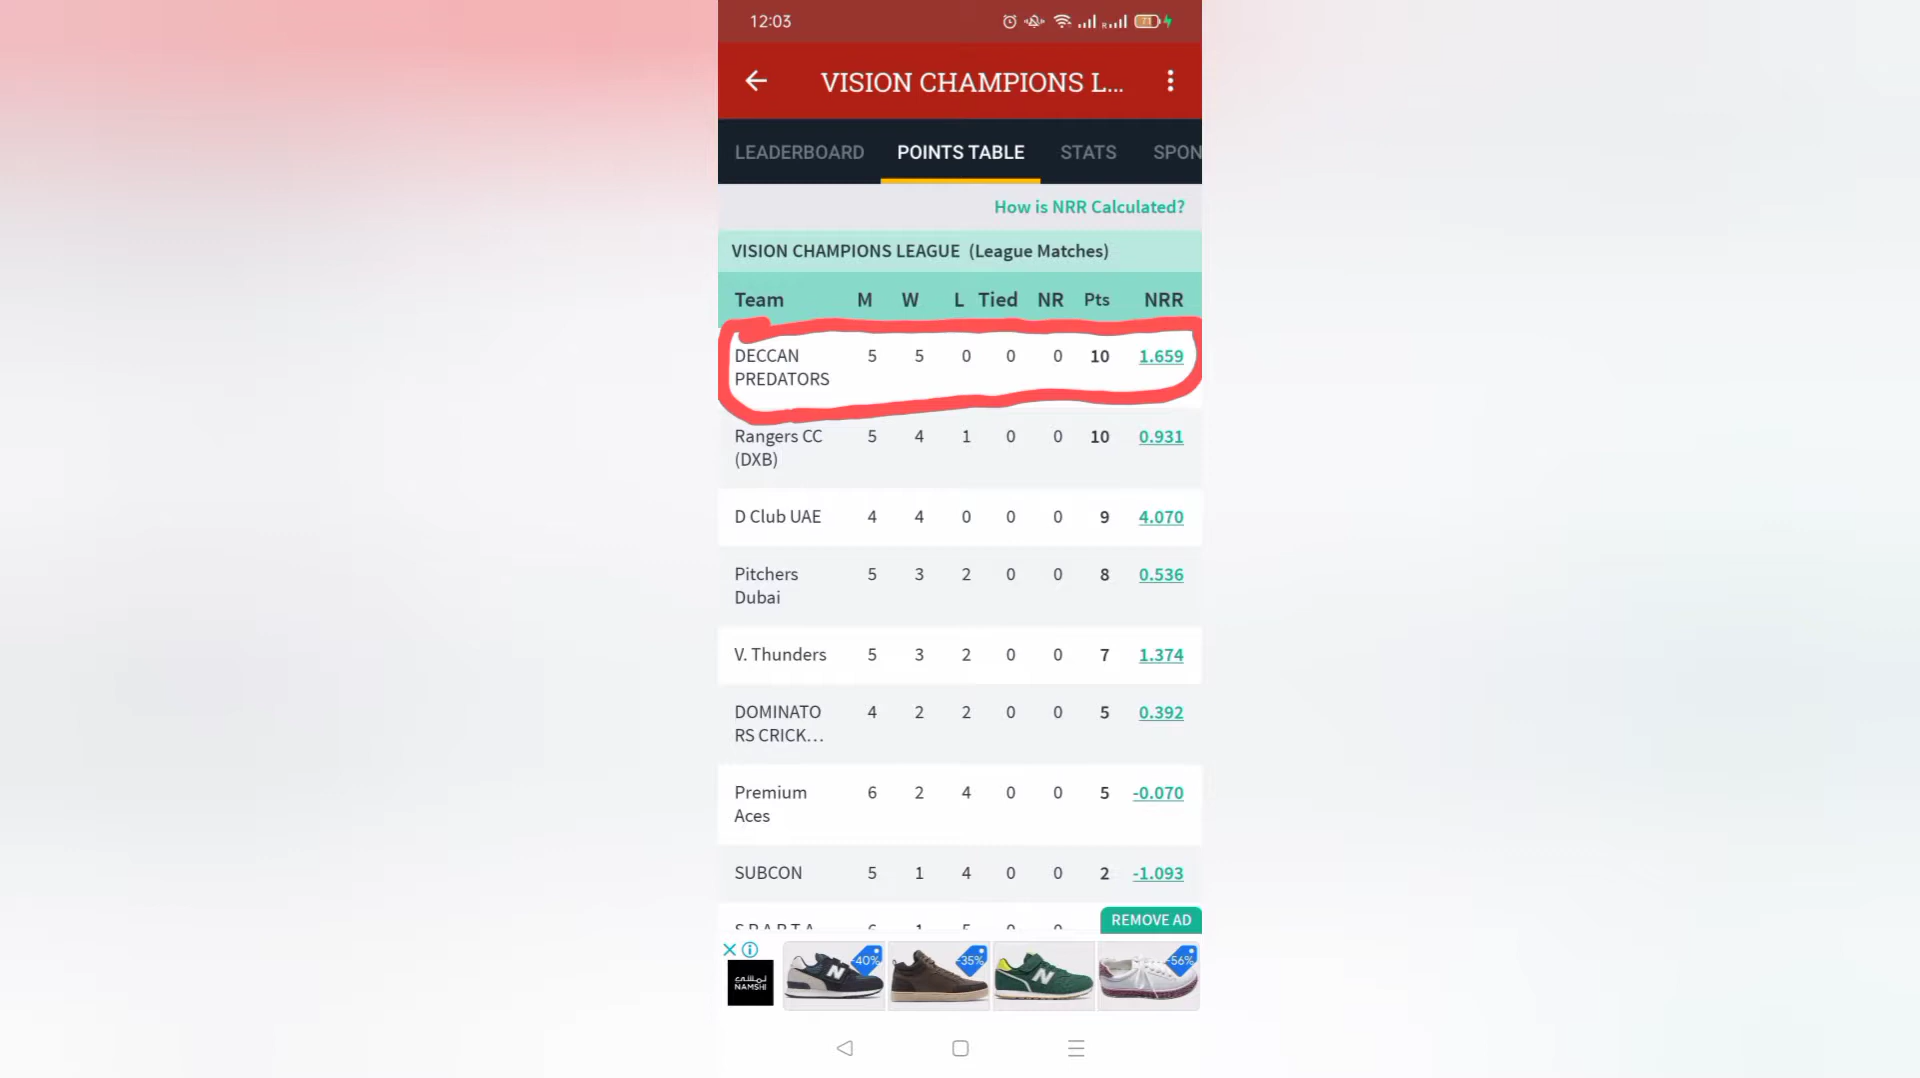 12:03
71
VISION CHAMPIONS L...
LEADERBOARD POINTS TABLE STATS SPON
How is NRR Calculated?
VISION CHAMPIONS LEAGUE (League Matches)
Team M W L Tied NR Pts NRR
DECCAN PREDATORS 5 5 0 0 0 10 1.659
Rangers CC (DXB) 5 4 1 0 0 10 0.931
D Club UAE 4 4 0 0 0 9 4.070
Pitchers Dubai 5 3 2 0 0 8 0.536
V. Thunders 5 3 2 0 0 7 1.374
DOMINATO RS CRICK... 4 2 2 0 0 5 0.392
Premium Aces 6 2 4 0 0 5 -0.070
SUBCON 5 1 4 0 0 2 -1.093
REMOVE AD
نمشي
NAMSHI
-40% -35% -56%